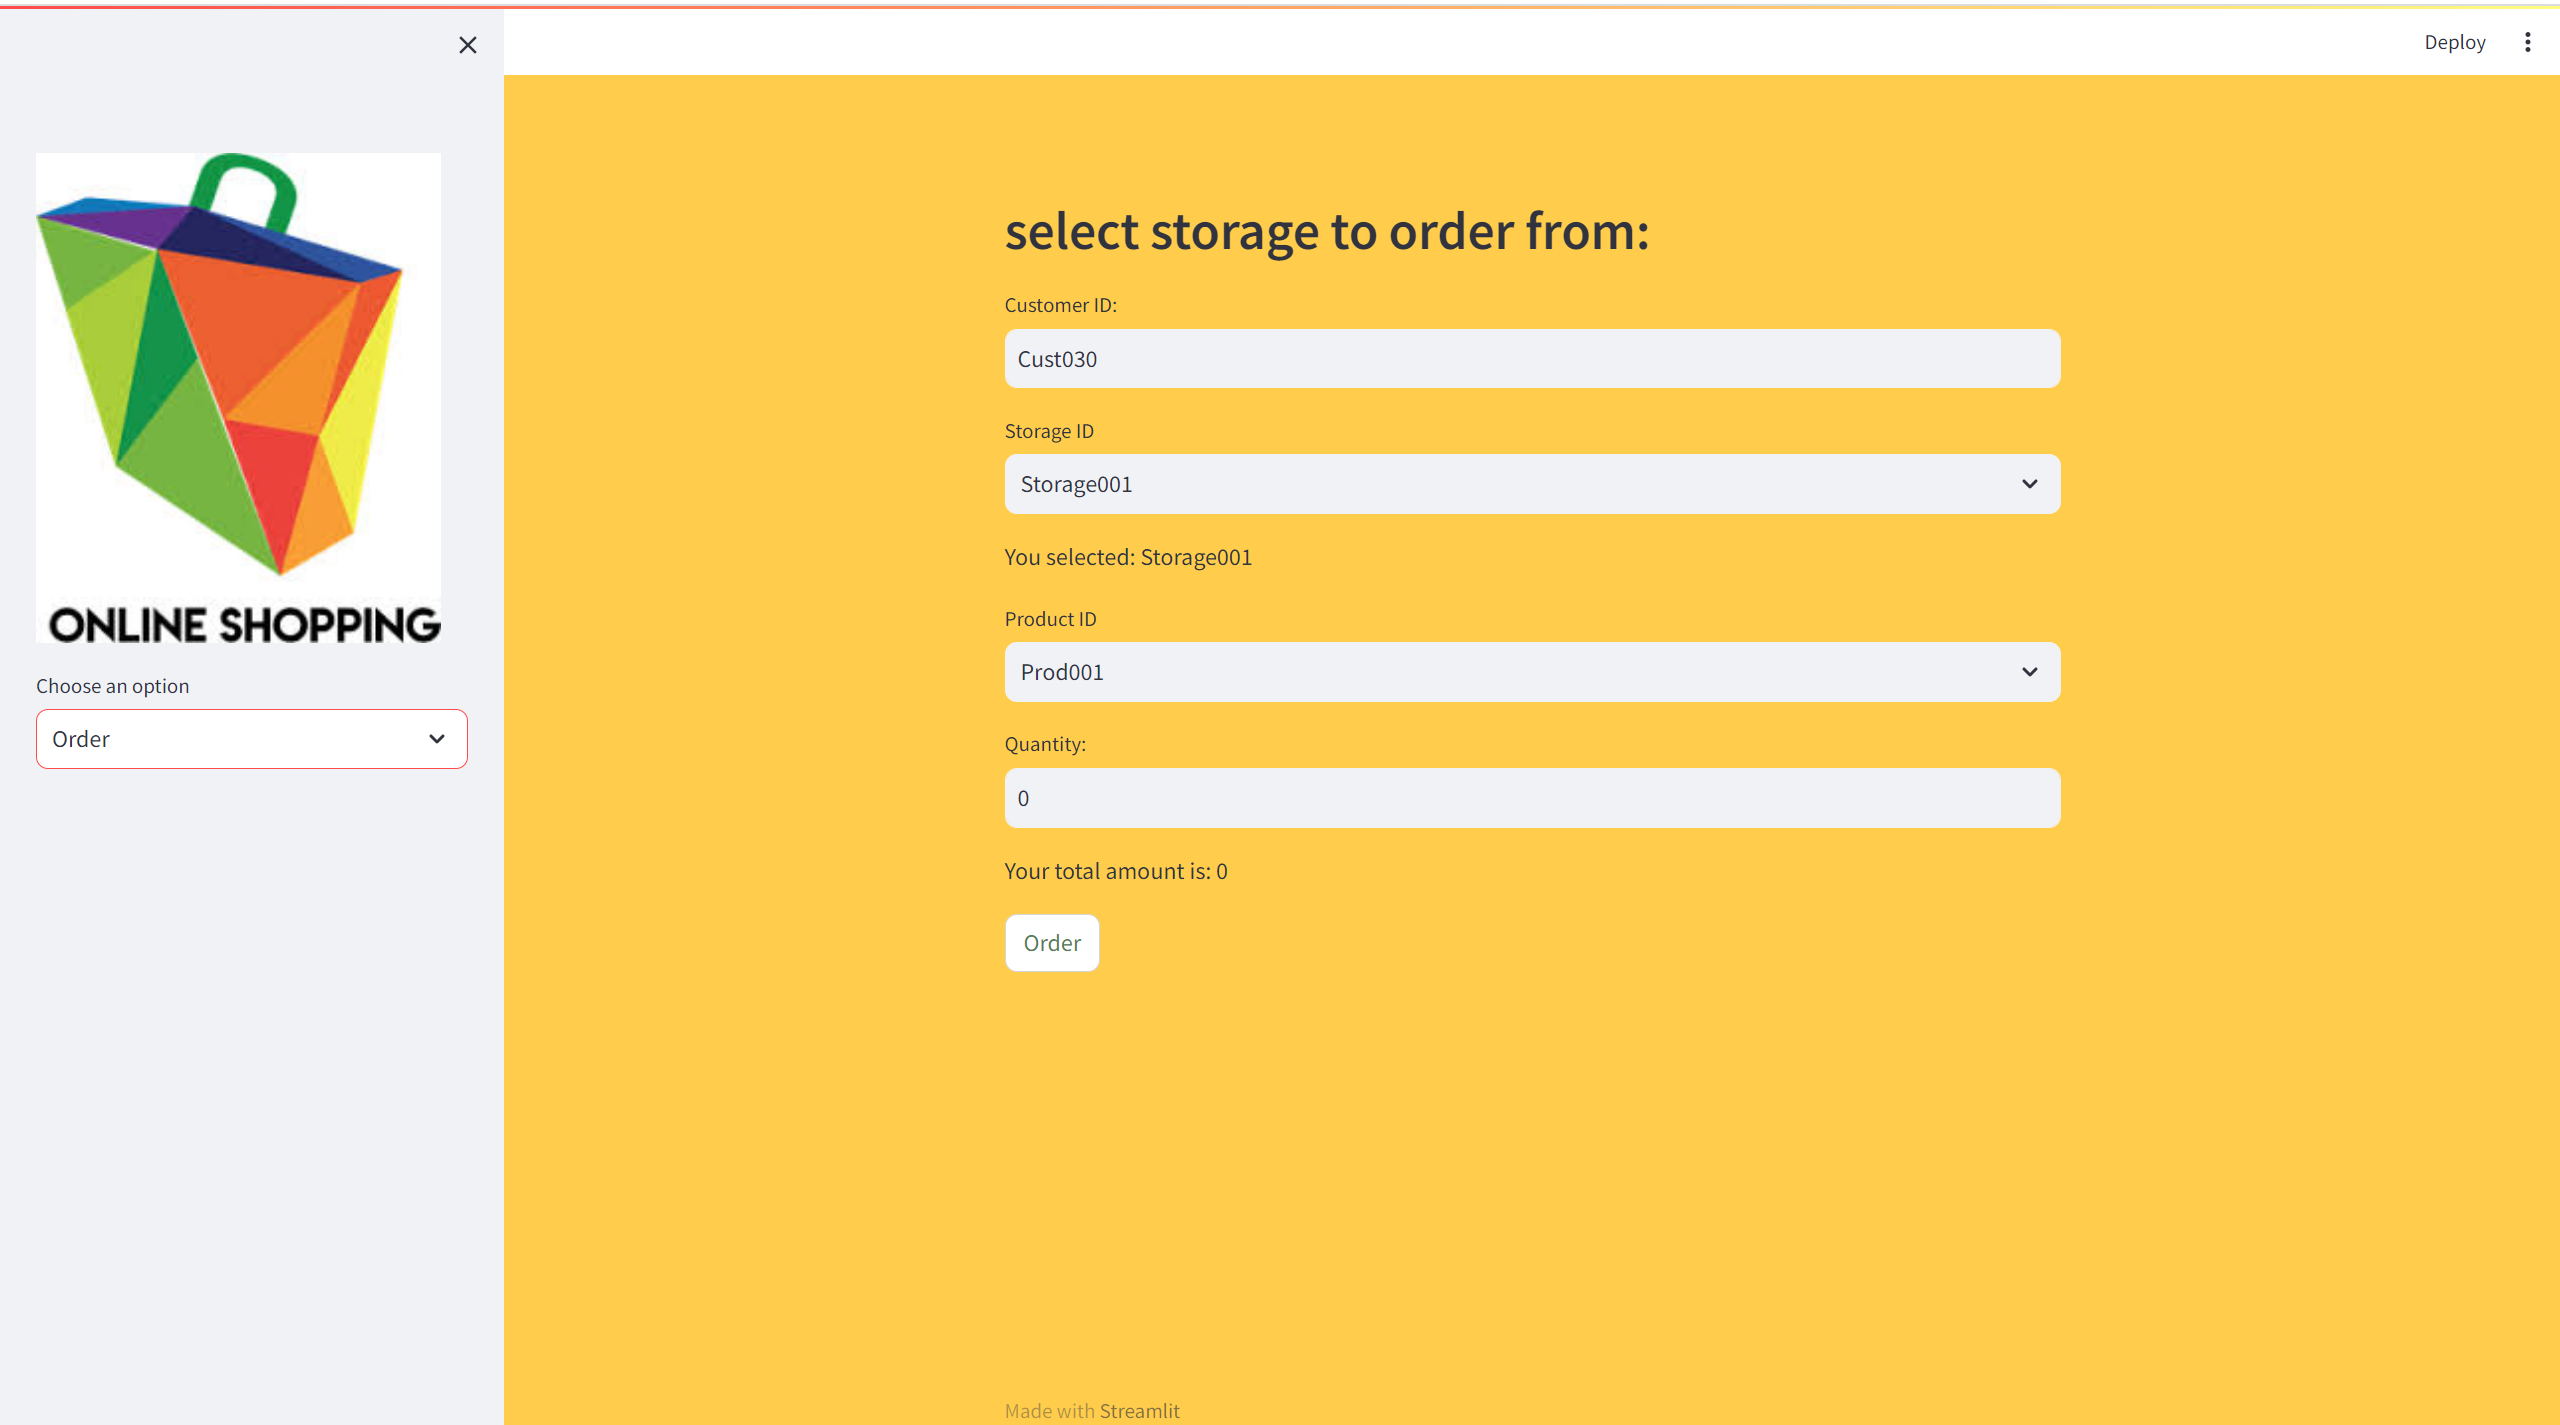 Deploy
ONLINE SHOPPING
Choose an option
Order
select storage to order from:
Customer ID:
Cust030
Storage ID
Storage001
You selected: Storage001
Product ID
Prod001
Quantity:
0
Your total amount is: 0
Order
Made with Streamlit